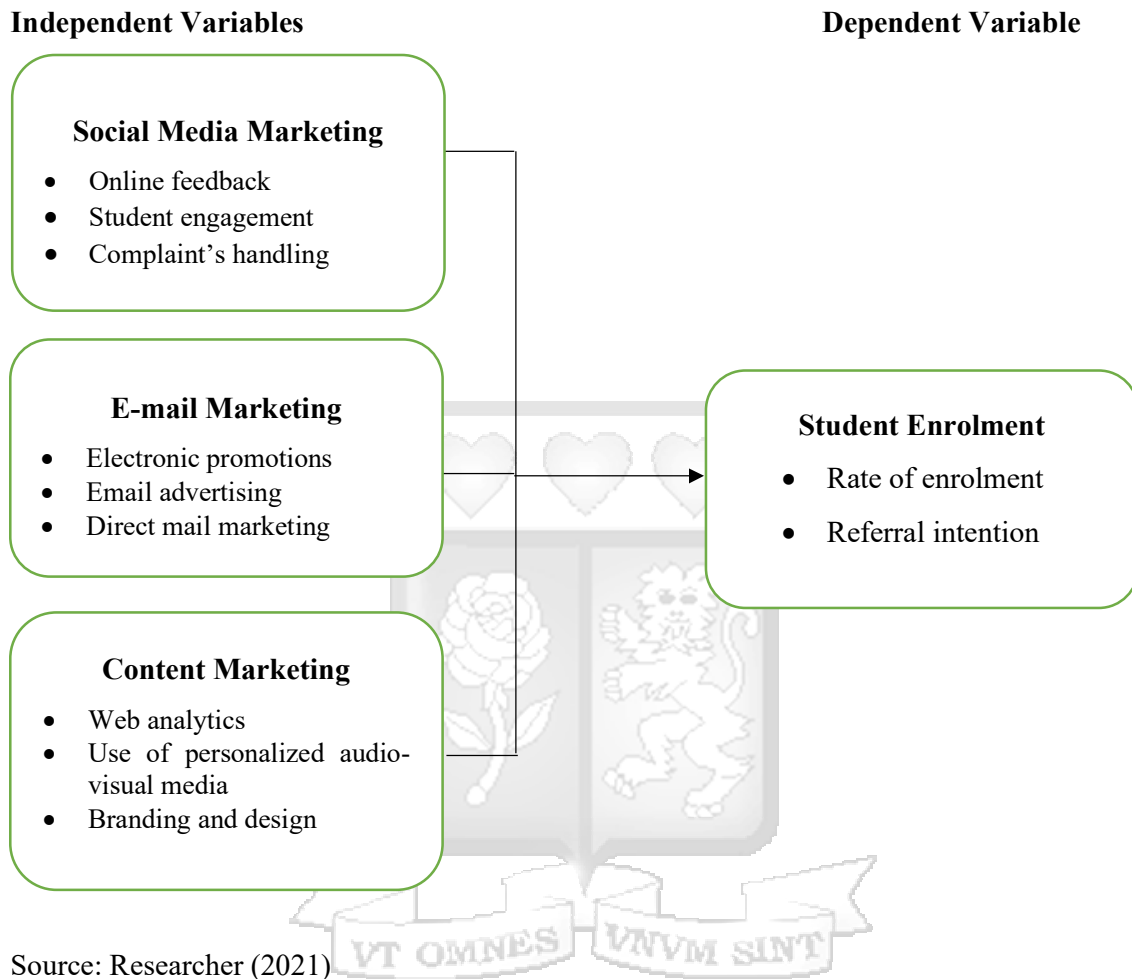 Independent Variables
Dependent Variable
Social Media Marketing
• Online feedback
• Student engagement
• Complaint’s handling
E-mail Marketing
• Electronic promotions
• Email advertising
• Direct mail marketing
Student Enrolment
• Rate of enrolment
• Referral intention
Content Marketing
• Web analytics
• Use of personalized audio-
visual media
• Branding and design
VT OMNES VNVM SINT
Source: Researcher (2021)